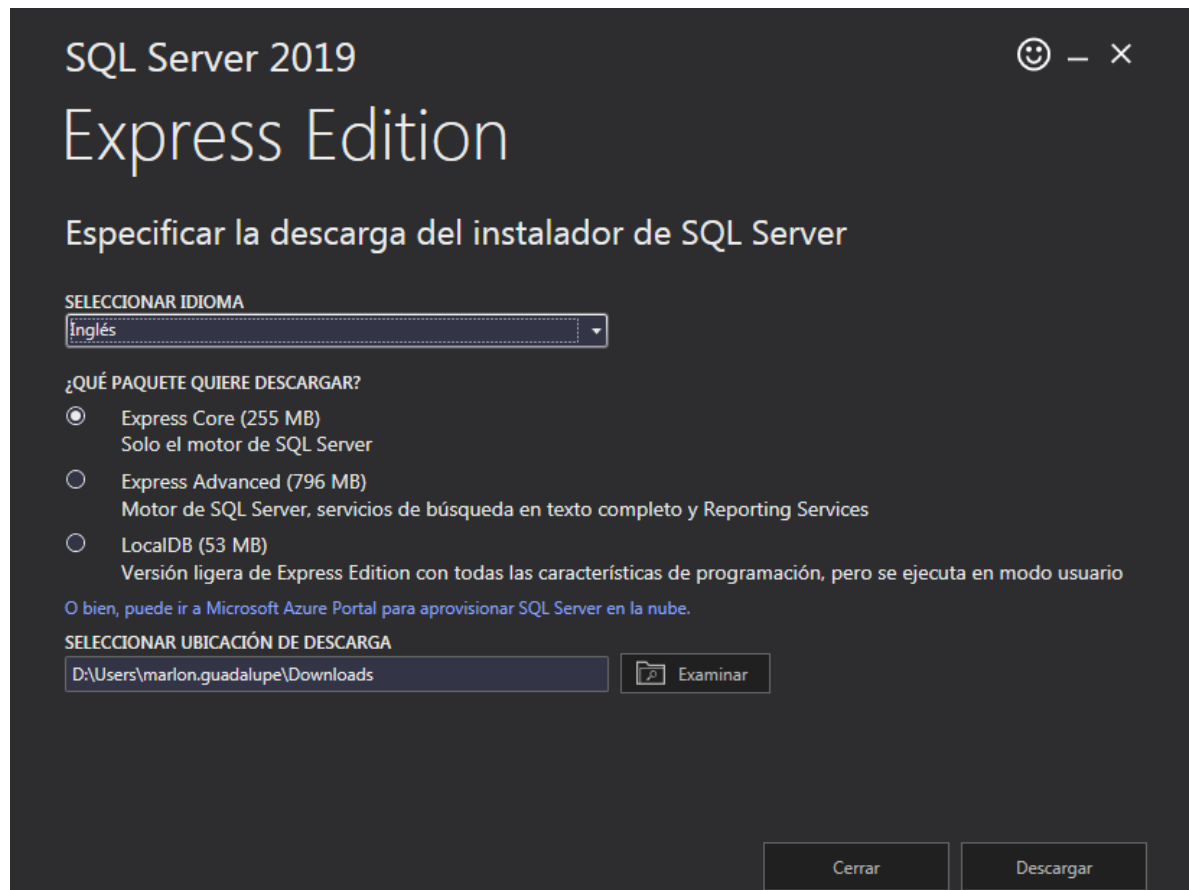 SQL Server 2019
Express Edition
Especificar la descarga del instalador de SQL Server
SELECCIONAR IDIOMA
Inglés
¿QUÉ PAQUETE QUIERE DESCARGAR?
Express Core (255 MB)
Solo el motor de SQL Server
Express Advanced (796 MB)
Motor de SQL Server, servicios de búsqueda en texto completo y Reporting Services
LocalDB (53 MB)
Versión ligera de Express Edition con todas las características de programación, pero se ejecuta en modo usuario
O bien, puede ir a Microsoft Azure Portal para aprovisionar SQL Server en la nube.
SELECCIONAR UBICACIÓN DE DESCARGA
D:\Users\marlon.guadalupe\Downloads
Examinar
Cerrar
Descargar